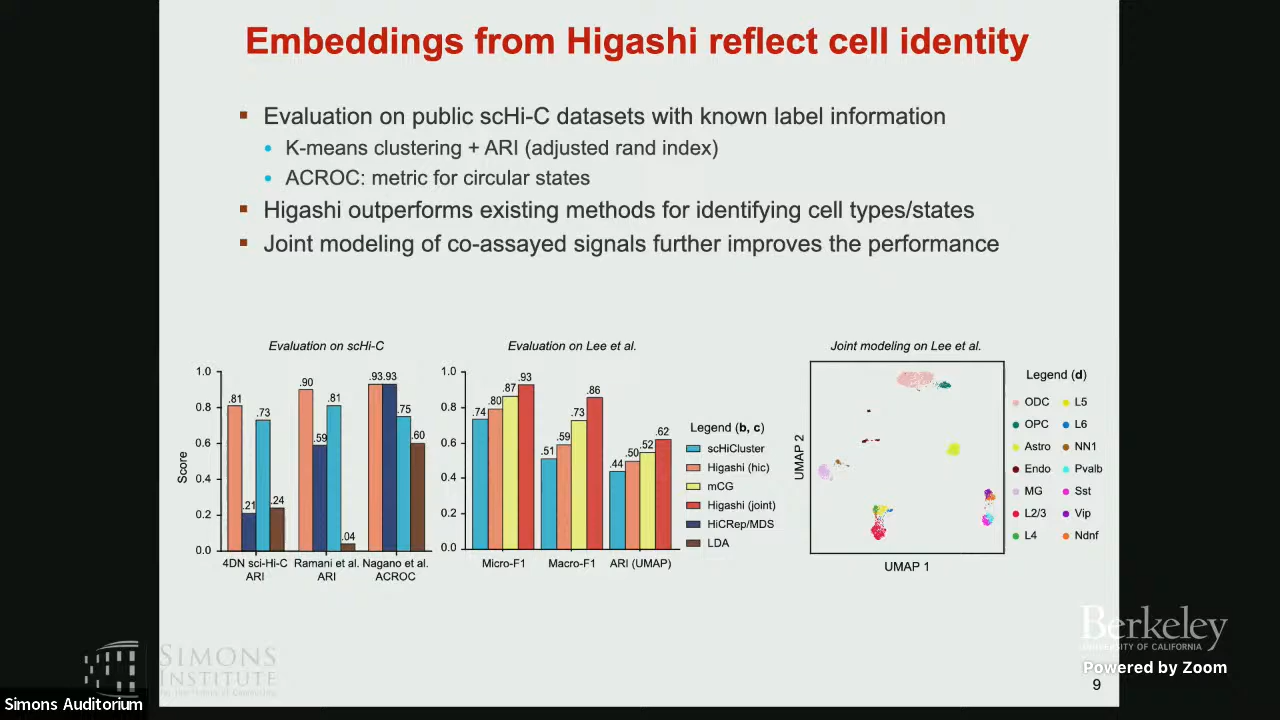 Embeddings from Higashi reflect cell identity
Evaluation on public scHi-C datasets with known label information
K-means clustering + ARI (adjusted rand index)
ACROC: metric for circular states
Higashi outperforms existing methods for identifying cell types/states
Joint modeling of co-assayed signals further improves the performance
Evaluation on scHi-C
Score
1.0
0.8
0.6
0.4
0.2
0.0
.81
.21
.73
.24
.90
.59
.81
.04
.93
.93
.75
.60
4DN sci-Hi-C
ARI
Ramani et al.
ARI
Nagano et al.
ACROC
Evaluation on Lee et al.
1.0
0.8
0.6
0.4
0.2
0.0
.74
.80
.87
.93
.51
.59
.73
.86
.44
.50
.52
.62
Micro-F1
Macro-F1
ARI (UMAP)
Legend (b, c)
scHiCluster
Higashi (hic)
mCG
Higashi (joint)
HiCRep/MDS
LDA
Joint modeling on Lee et al.
UMAP 2
UMAP 1
Legend (d)
ODC
OPC
Astro
Endo
MG
L2/3
L4
L5
L6
NN1
Pvalb
Sst
Vip
Ndnf
SIMONS
INSTITUTE
Berkeley
UNIVERSITY OF CALIFORNIA
Powered by Zoom
9
Simons Auditorium